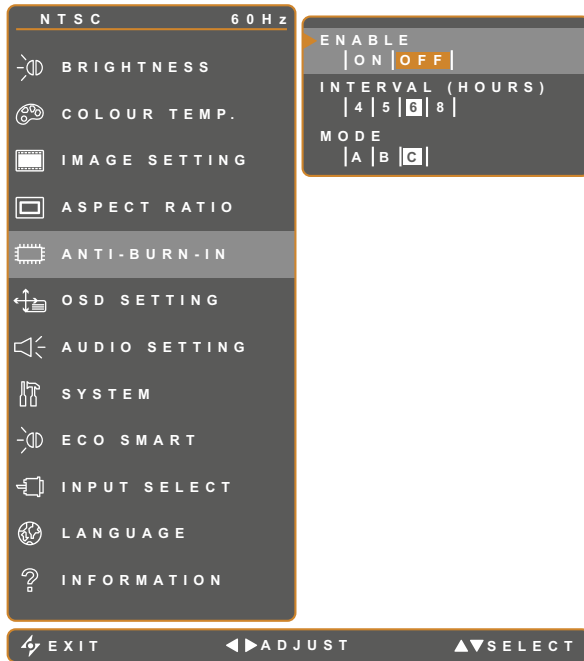 NTSC 60Hz
BRIGHTNESS
COLOUR TEMP.
IMAGE SETTING
ASPECT RATIO
ANTI-BURN-IN
OSD SETTING
AUDIO SETTING
SYSTEM
ECO SMART
INPUT SELECT
LANGUAGE
INFORMATION
ENABLE
ON OFF
INTERVAL (HOURS)
4 5 6 8
MODE
A B C
EXIT ADJUST SELECT